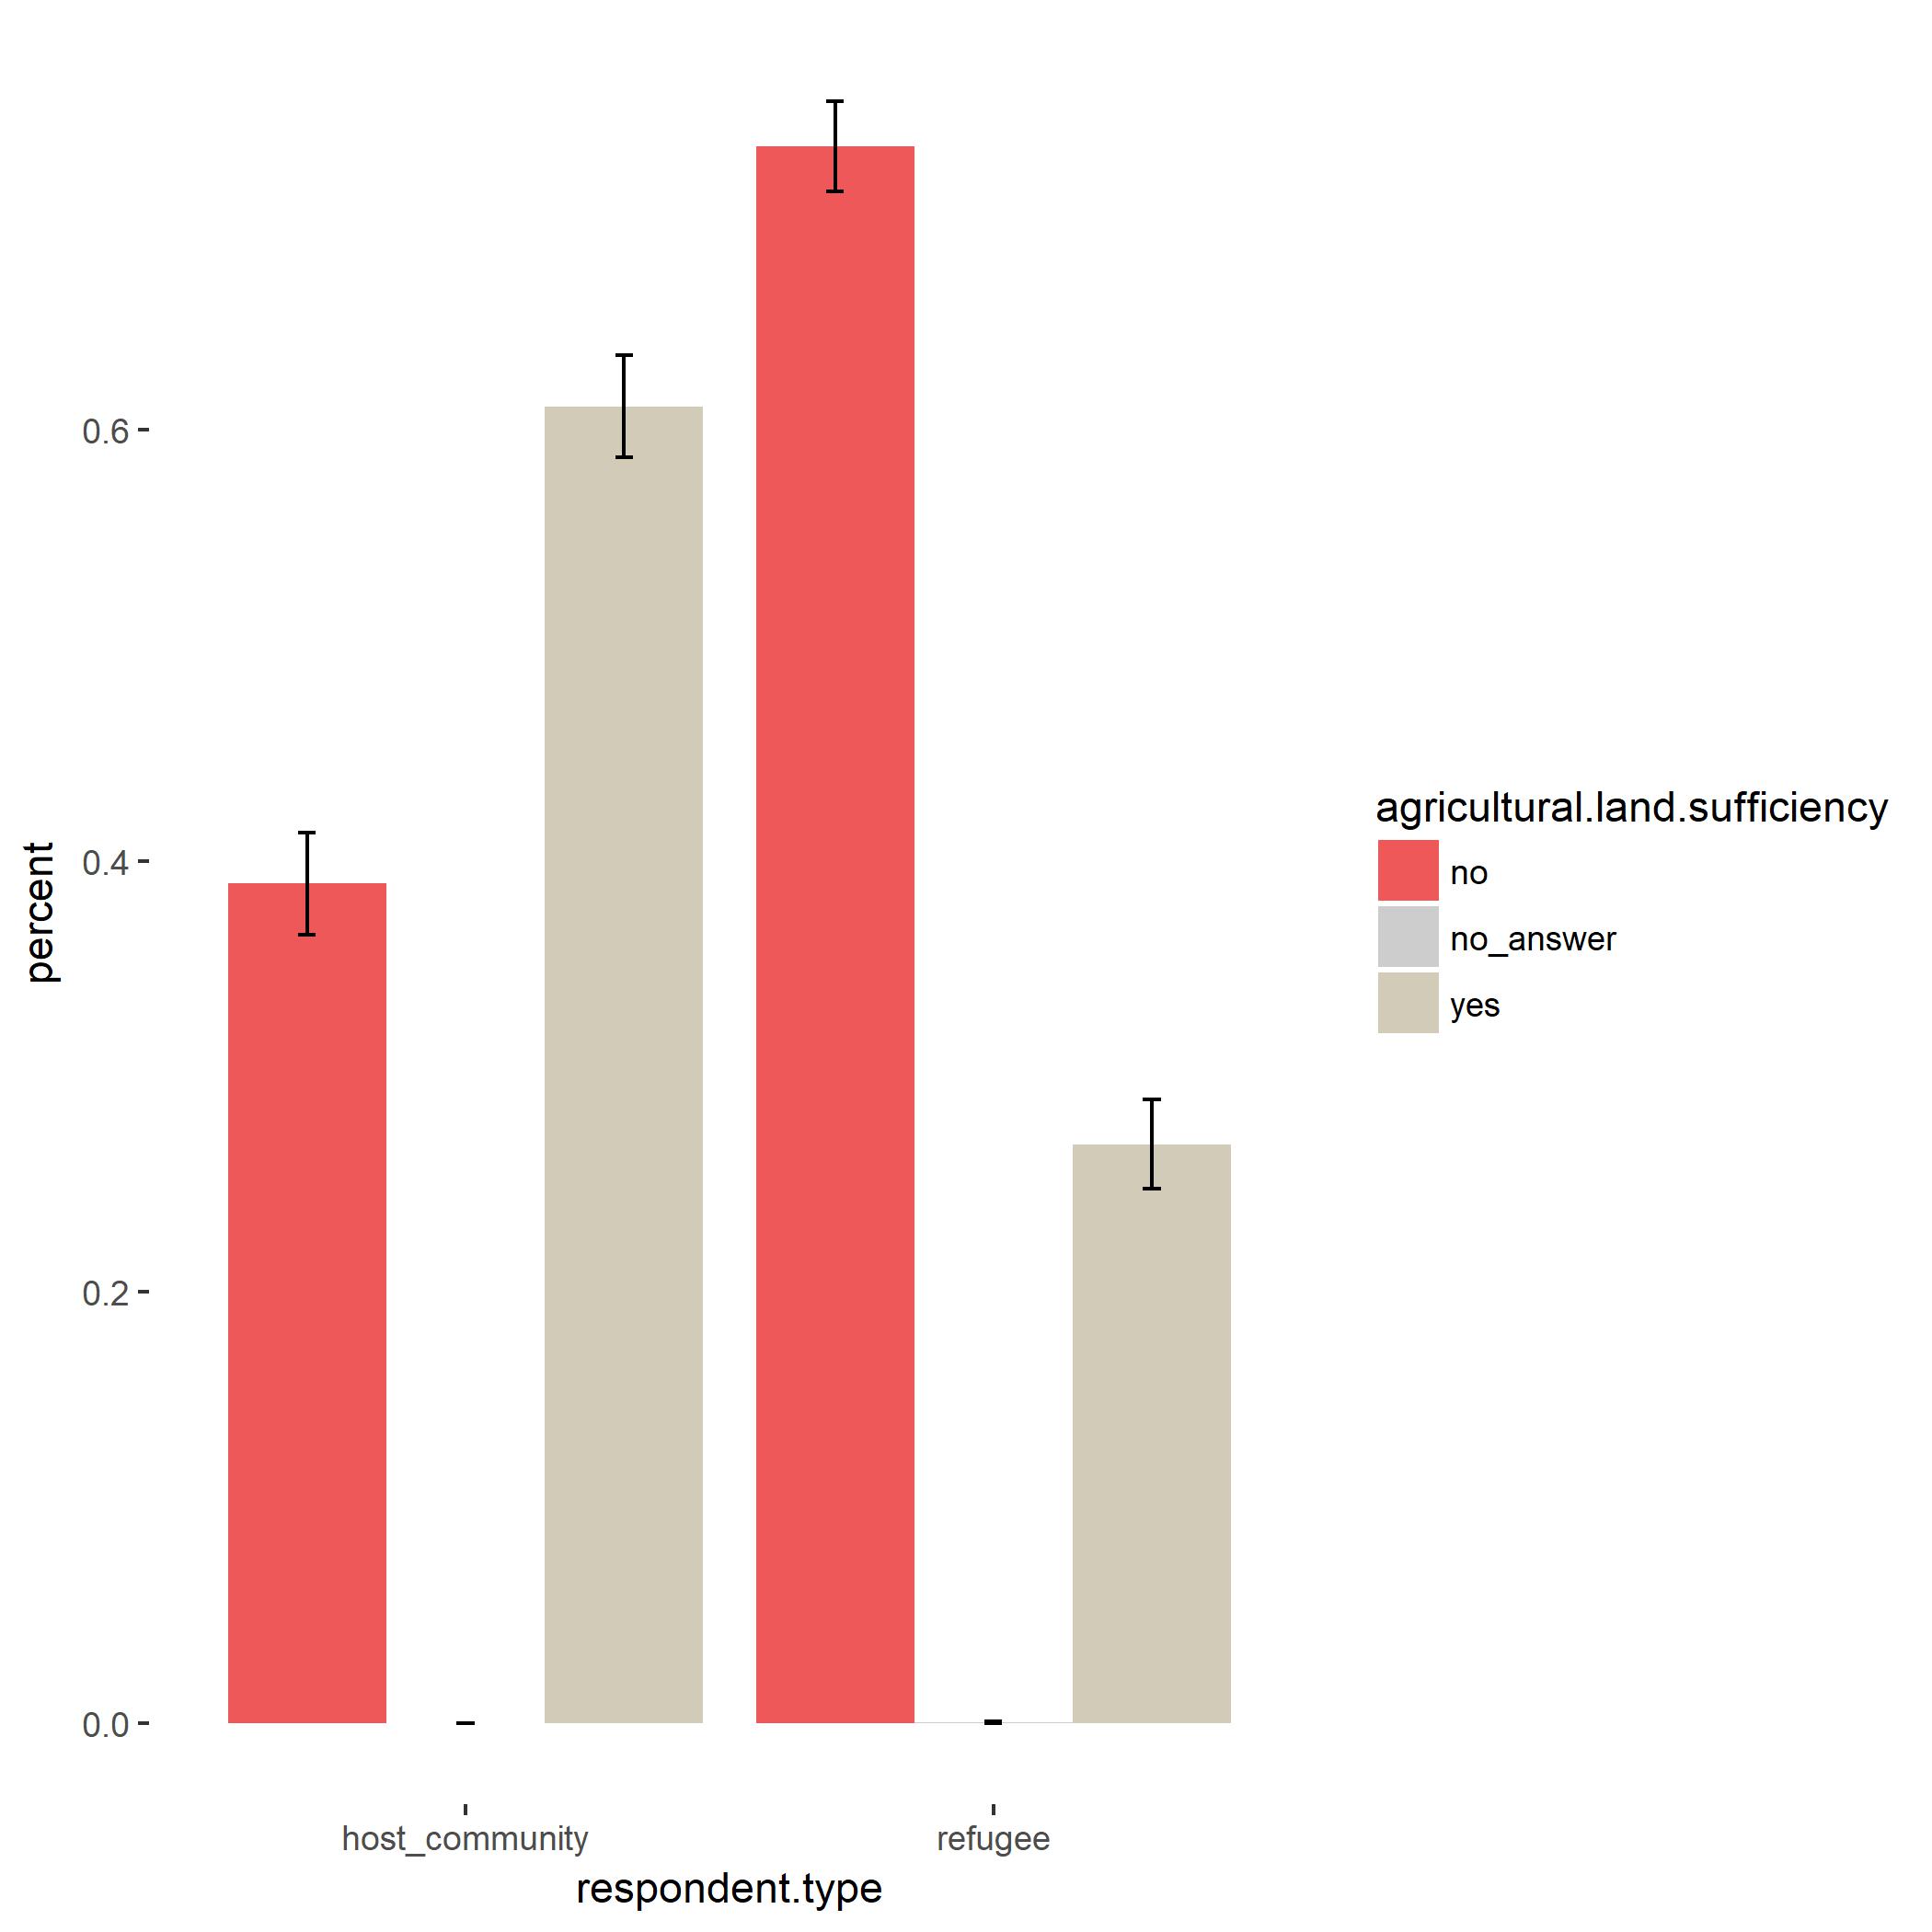 percent
0.6
0.4
0.2
0.0
host_community
refugee
respondent.type
agricultural.land.sufficiency
no
no_answer
yes